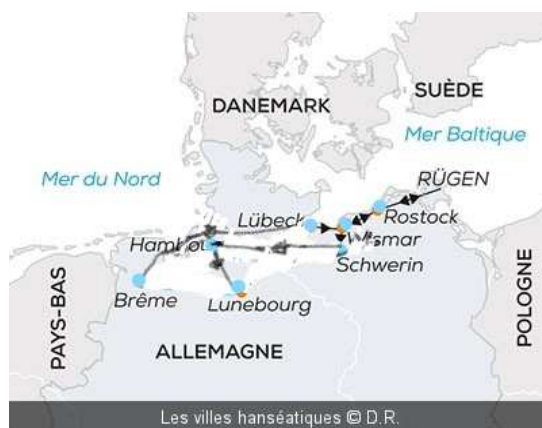 SUÈDE
DANEMARK
Mer Baltique
Mer du Nord
RÜGEN
Lübeck
Rostock
Schwerin
Brême
Lunebourg
PAYS-BAS
ALLEMAGNE
POLOGNE
Les villes hanséatiques © D.R.